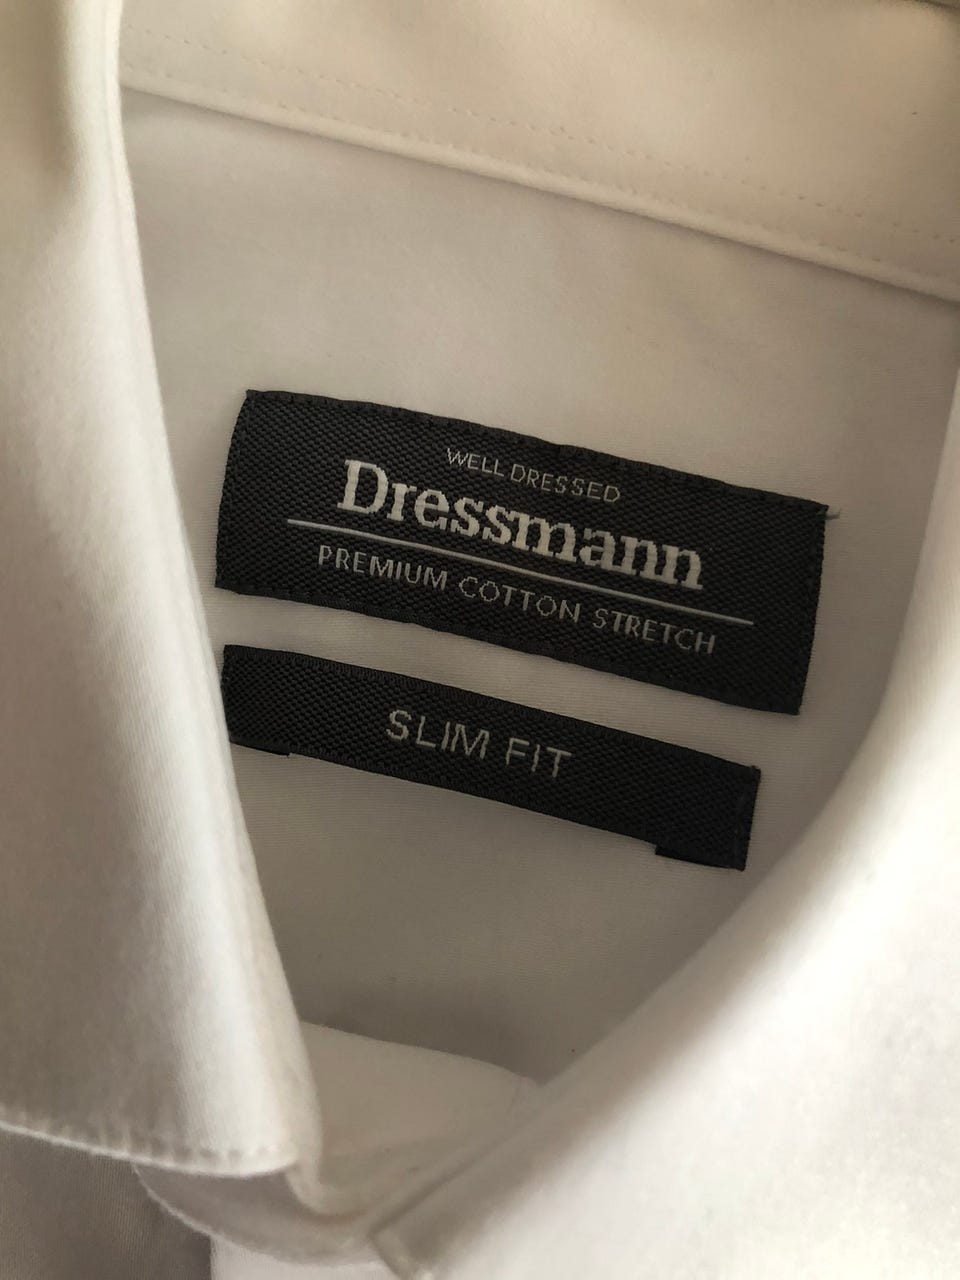 WELL DRESSED
Dressmann
PREMIUM COTTON STRETCH
SLIM FIT